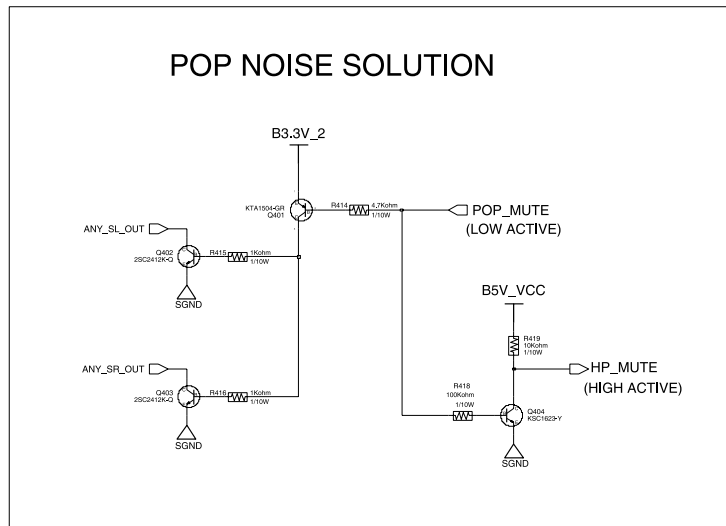 POP NOISE SOLUTION
B3.3V_2
KTA1504-GR
Q401
R414
4.7Kohm
1/10W
POP_MUTE
(LOW ACTIVE)
ANY_SL_OUT
Q402
2SC2412K-Q
R415
1Kohm
1/10W
SGND
B5V_VCC
R419
10Kohm
1/10W
ANY_SR_OUT
HP_MUTE
(HIGH ACTIVE)
Q403
2SC2412K-Q
R416
1Kohm
1/10W
R418
100Kohm
1/10W
Q404
KSC1623-Y
SGND
SGND